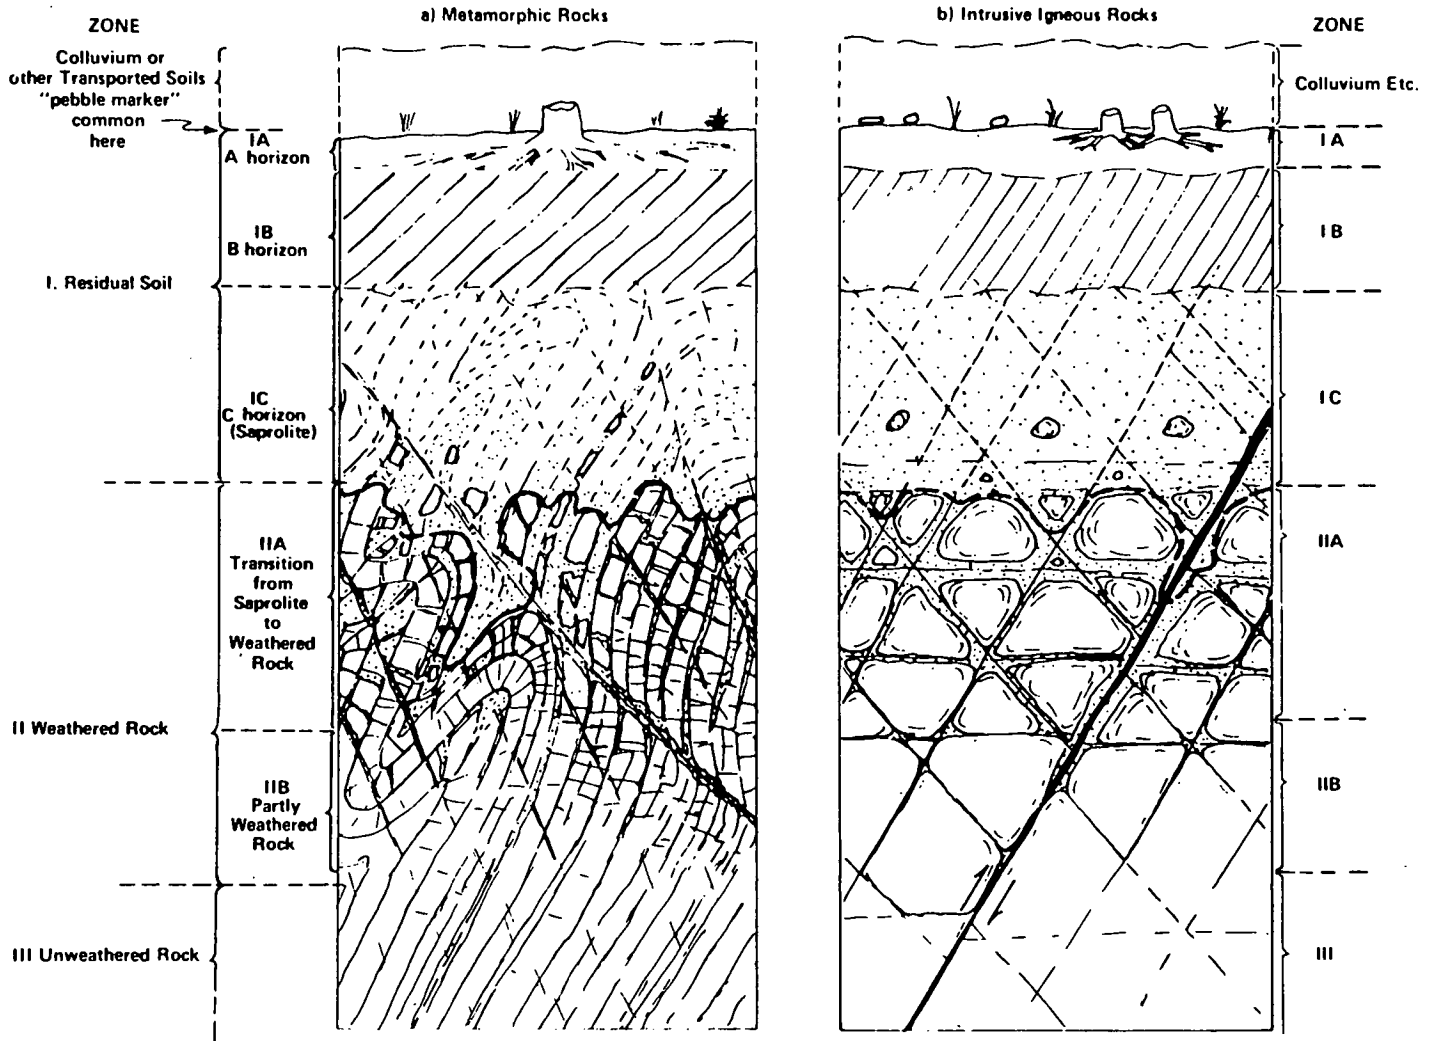 a) Metamorphic Rocks
b) Intrusive Igneous Rocks
ZONE
Colluvium or
other Transported Soils
"pebble marker"
common
here
IA
A horizon
IB
B horizon
I. Residual Soil
IC
C horizon
(Saprolite)
IIA
Transition
from
Saprolite
to
Weathered
Rock
II Weathered Rock
IIB
Partly
Weathered
Rock
III Unweathered Rock
ZONE
Colluvium Etc.
IA
IB
IC
IIA
IIB
III